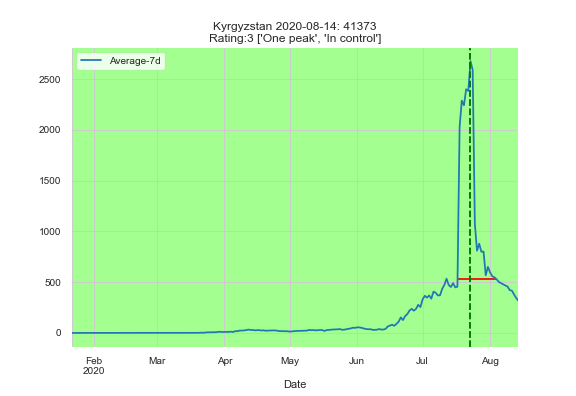 Kyrgyzstan 2020-08-14: 41373
Rating:3 ['One peak', 'In control']
Average-7d
2500
2000
1500
1000
500
0
Feb Mar Apr May Jun Jul Aug
2020
Date